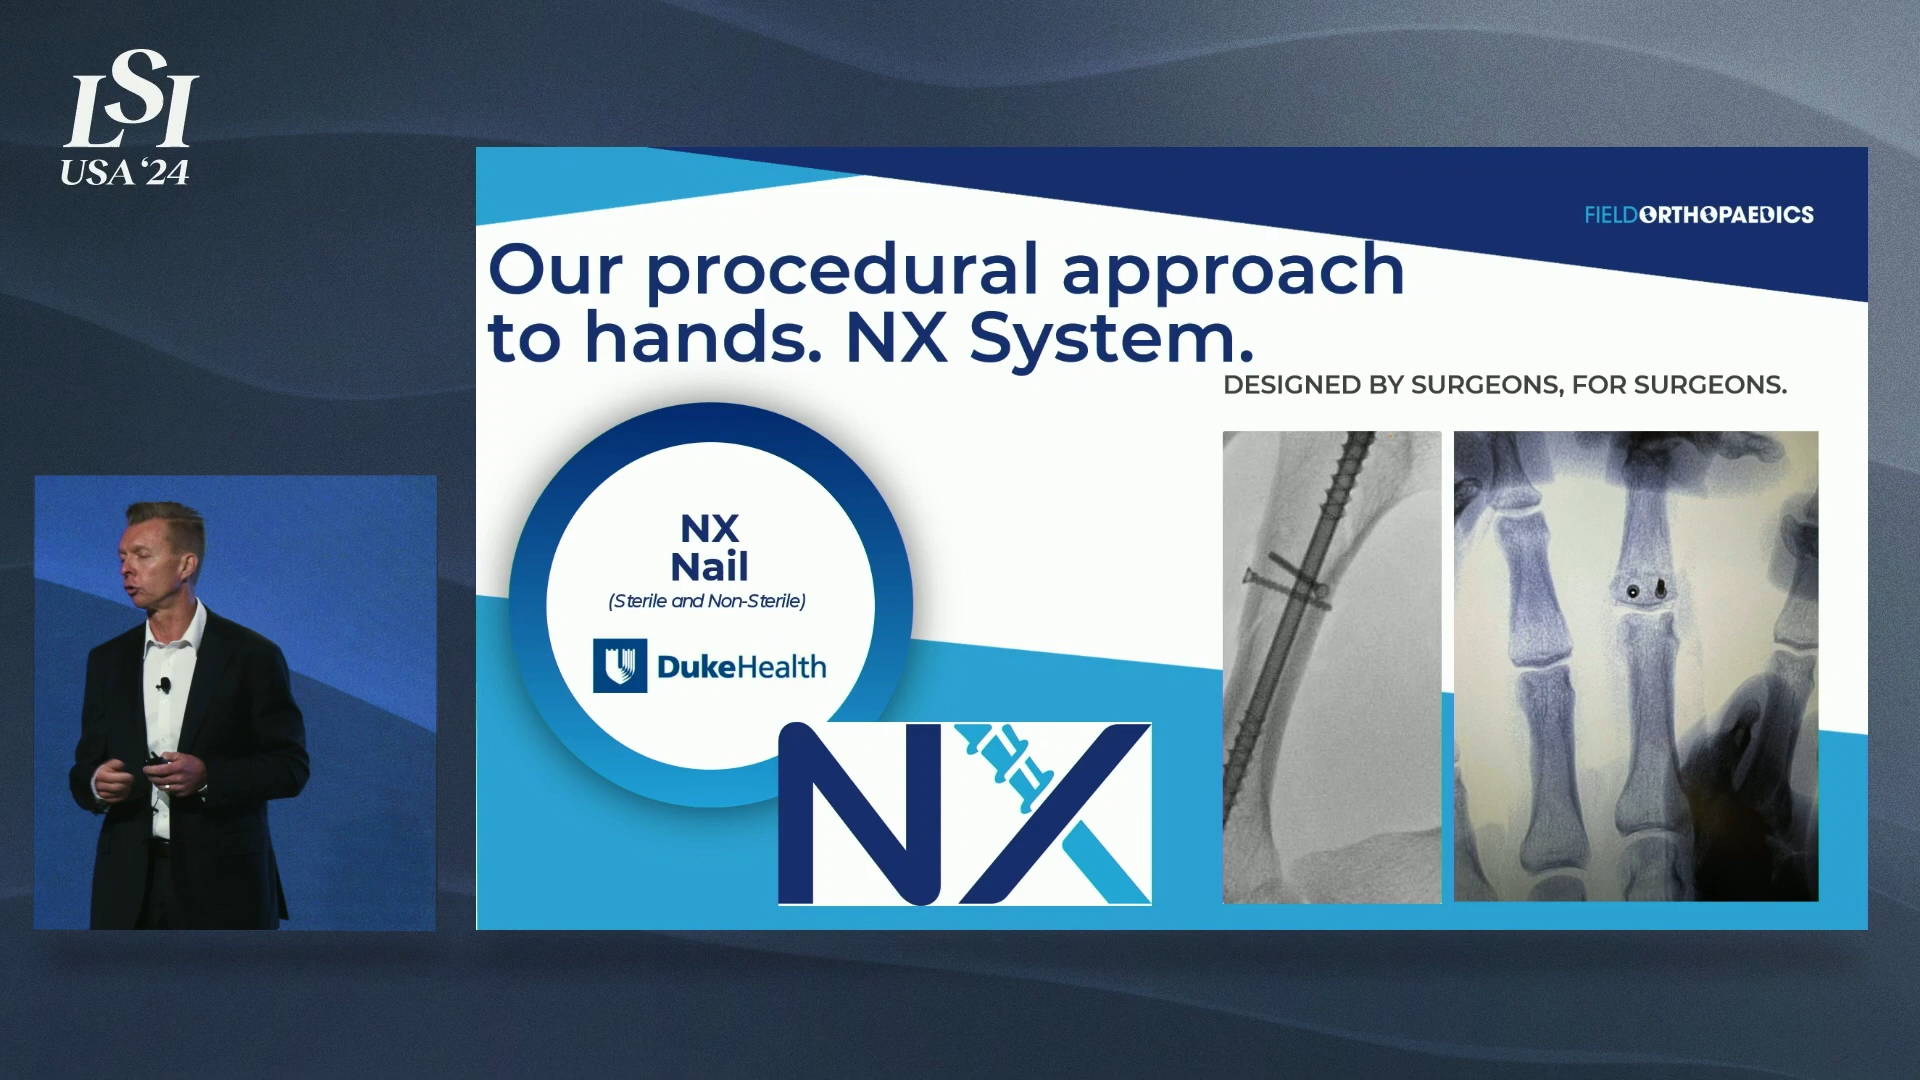 LSI
USA '24
FIELDORTHOPAEDICS
Our procedural approach
to hands. NX System.
DESIGNED BY SURGEONS, FOR SURGEONS.
NX
Nail
(Sterile and Non-Sterile)
DukeHealth
NX